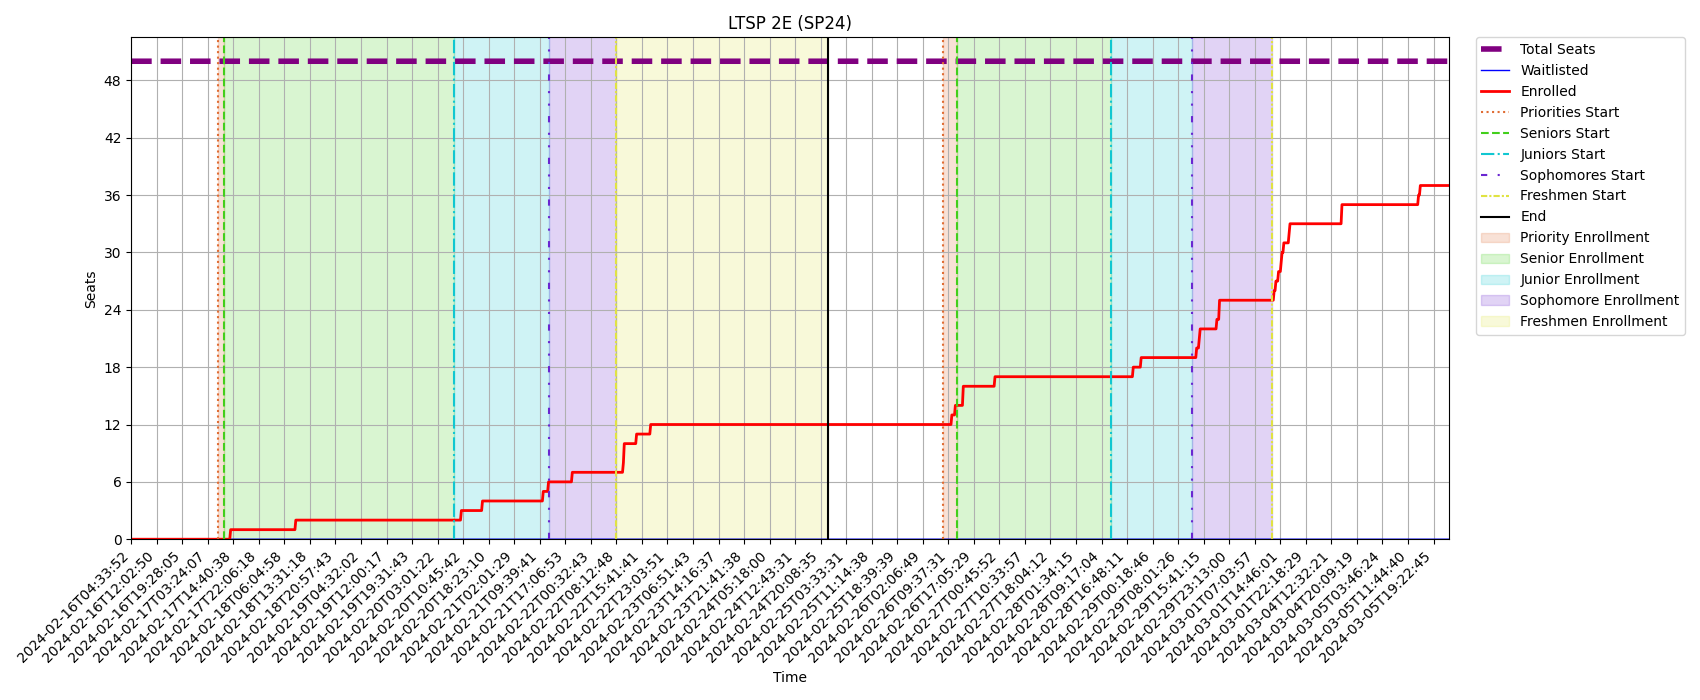 LTSP 2E (SP24)
Total Seats
Waitlisted
Enrolled
Priorities Start
Seniors Start
Juniors Start
Sophomores Start
Freshmen Start
End
Priority Enrollment
Senior Enrollment
Junior Enrollment
Sophomore Enrollment
Freshmen Enrollment
Seats
48
42
36
30
24
18
12
6
0
2024-02-16T04:33:52
2024-02-16T12:02:50
2024-02-16T19:28:05
2024-02-17T03:24:07
2024-02-17T14:40:38
2024-02-17T22:06:18
2024-02-18T06:04:58
2024-02-18T13:31:18
2024-02-18T20:57:43
2024-02-19T04:32:02
2024-02-19T12:00:17
2024-02-19T19:31:43
2024-02-20T03:01:22
2024-02-20T10:45:42
2024-02-20T18:23:10
2024-02-21T02:01:29
2024-02-21T09:39:41
2024-02-21T17:06:53
2024-02-22T00:32:43
2024-02-22T08:12:48
2024-02-22T15:41:41
2024-02-22T23:03:51
2024-02-23T06:51:43
2024-02-23T14:16:37
2024-02-23T21:41:38
2024-02-24T05:18:00
2024-02-24T12:43:31
2024-02-24T20:08:35
2024-02-25T03:33:31
2024-02-25T11:14:38
2024-02-25T18:39:39
2024-02-26T02:06:49
2024-02-26T09:37:31
2024-02-26T17:05:29
2024-02-27T00:45:52
2024-02-27T10:33:57
2024-02-27T18:04:12
2024-02-28T01:34:15
2024-02-28T09:17:04
2024-02-28T16:48:11
2024-02-29T00:18:46
2024-02-29T08:01:26
2024-02-29T15:41:15
2024-02-29T23:13:00
2024-03-01T07:03:57
2024-03-01T14:46:01
2024-03-01T22:18:29
2024-03-04T12:32:21
2024-03-04T20:09:19
2024-03-05T03:46:24
2024-03-05T11:44:40
2024-03-05T19:22:45
Time